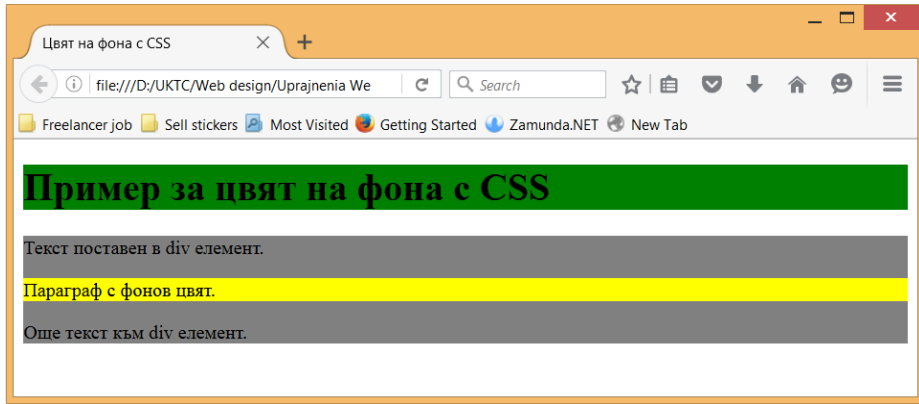 Цвят на фона с CSS
file:///D:/UKTC/Web design/Uprajnenia We
Search
Freelancer job Sell stickers Most Visited Getting Started Zamunda.NET New Tab
Пример за цвят на фона с CSS
Текст поставен в div елемент.
Параграф с фонов цвят.
Още текст към div елемент.